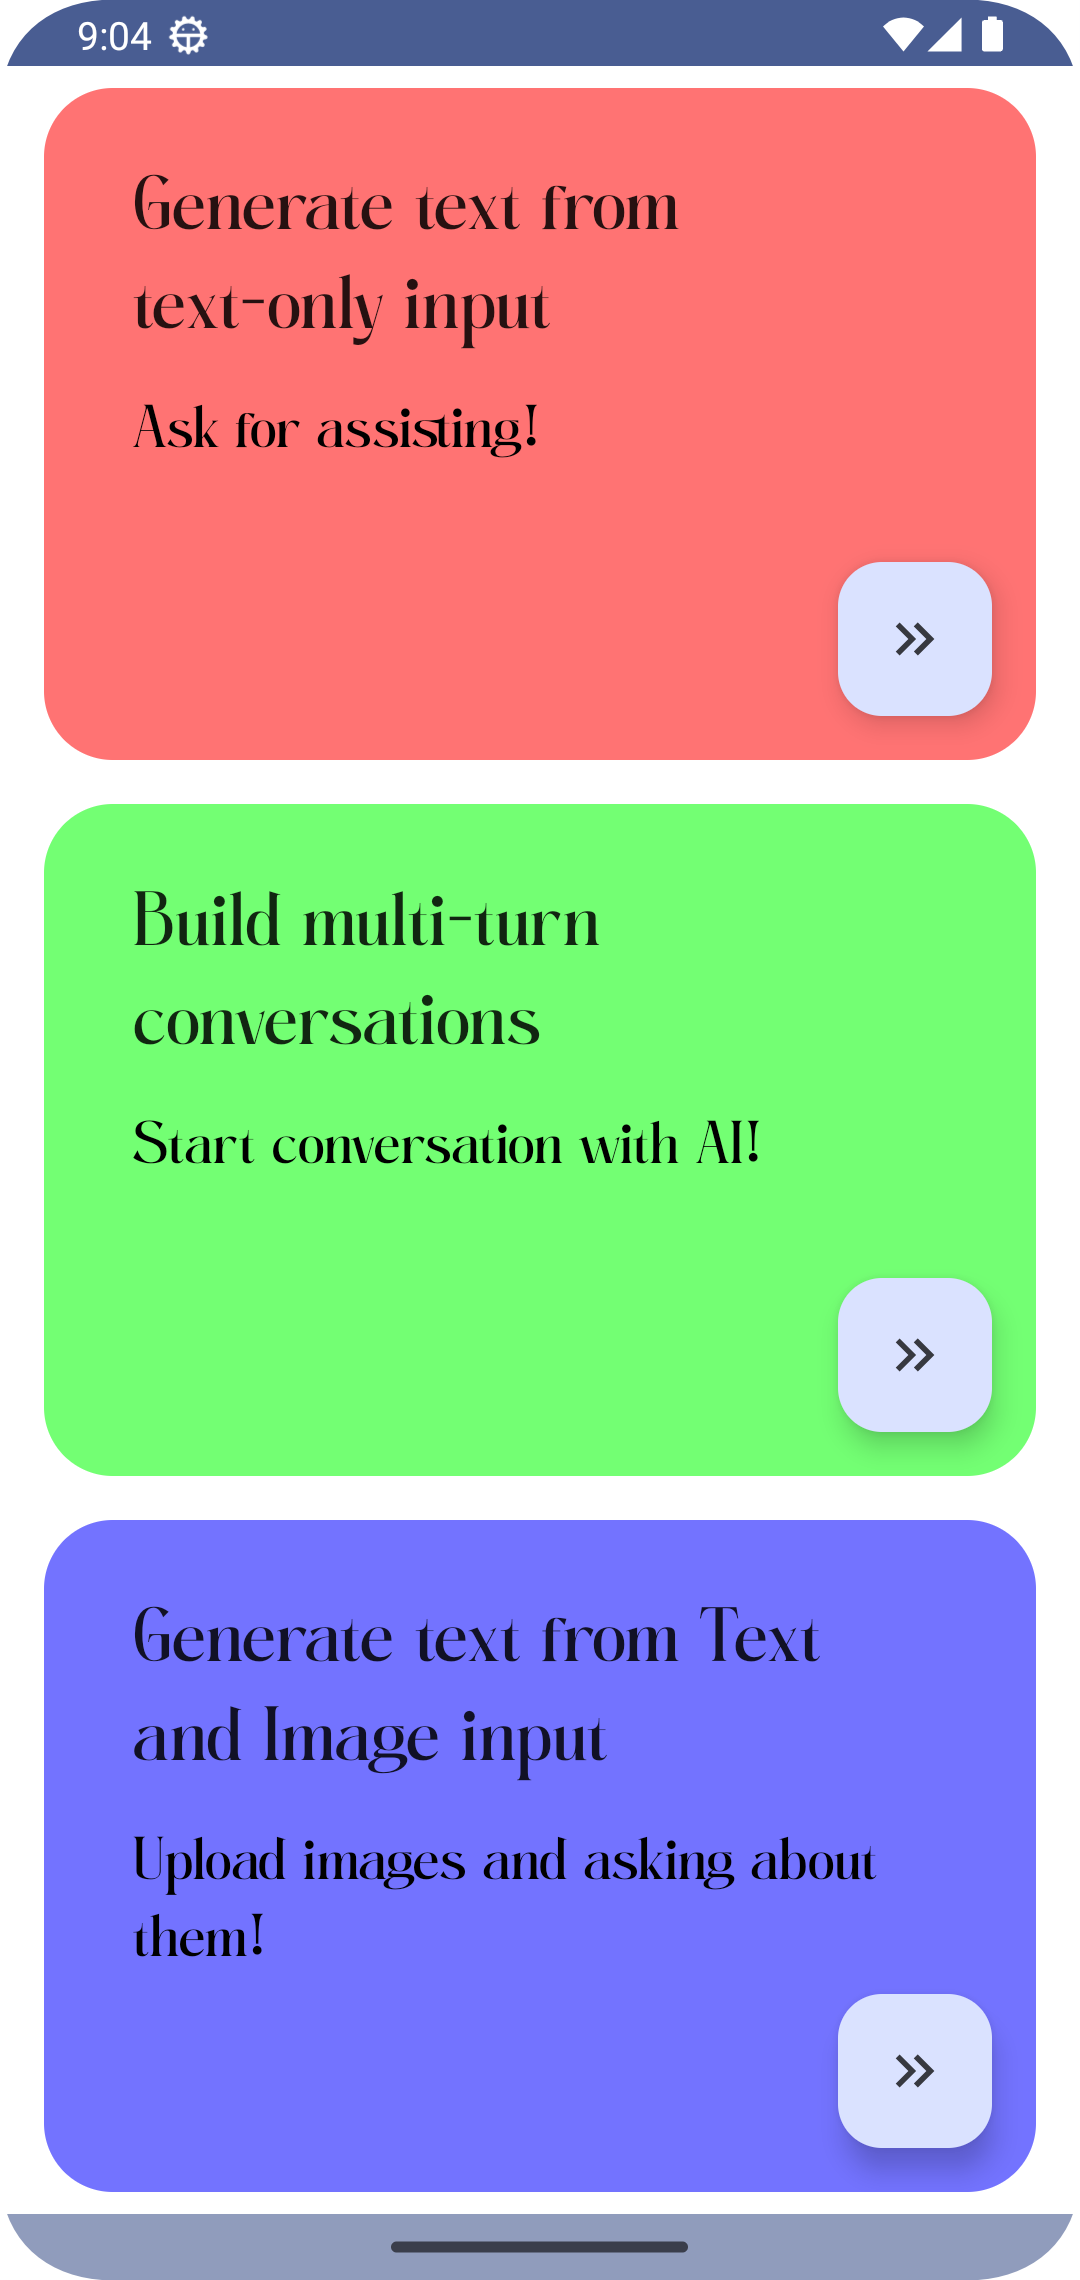 9:04
Generate text from
text-only input
Ask for assisting!
Build multi-turn
conversations
Start conversation with AI!
Generate text from Text
and Image input
Upload images and asking about
them!